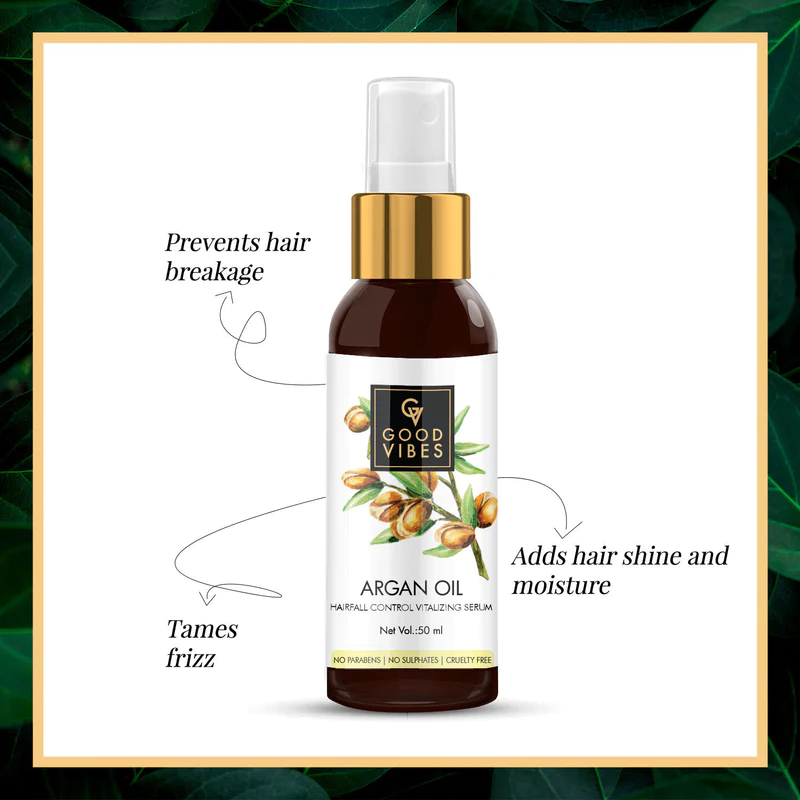 Prevents hair
breakage
GV
GOOD
VIBES
Adds hair shine and
moisture
ARGAN OIL
HAIRFALL CONTROL VITALIZING SERUM
Net Vol.:50 ml
Tames
frizz
NO PARABENS | NO SULPHATES | CRUELTY FREE